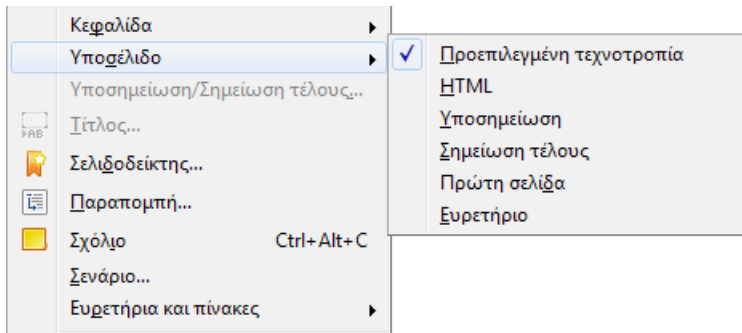 Κεφαλίδα
Υποσέλιδο
Υποσημείωση/Σημείωση τέλους...
Τίτλος...
Σελιδοδείκτης...
Παραπομπή...
Σχόλιο Ctrl+Alt+C
Σενάριο...
Ευρετήρια και πίνακες
Προεπιλεγμένη τεχνοτροπία
HTML
Υποσημείωση
Σημείωση τέλους
Πρώτη σελίδα
Ευρετήριο